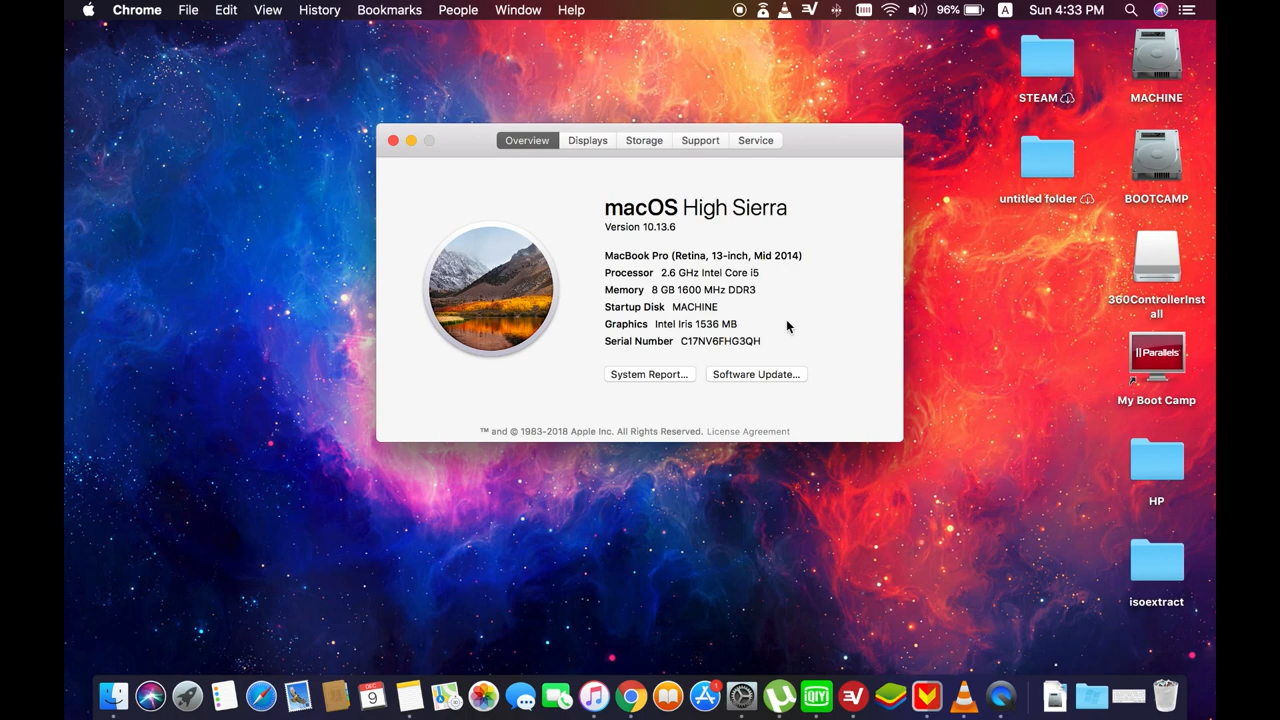 Chrome File Edit View History Bookmarks People Window Help 96% A Sun 4:33 PM
STEAM
MACHINE
untitled folder
BOOTCAMP
360ControllerInst
all
|| Parallels
My Boot Camp
HP
isoextract
Overview Displays Storage Support Service
macOS High Sierra
Version 10.13.6
MacBook Pro (Retina, 13-inch, Mid 2014)
Processor 2.6 GHz Intel Core i5
Memory 8 GB 1600 MHz DDR3
Startup Disk MACHINE
Graphics Intel Iris 1536 MB
Serial Number C17NV6FHG3QH
System Report... Software Update...
™ and © 1983-2018 Apple Inc. All Rights Reserved. License Agreement
DEC
9
1
QIY